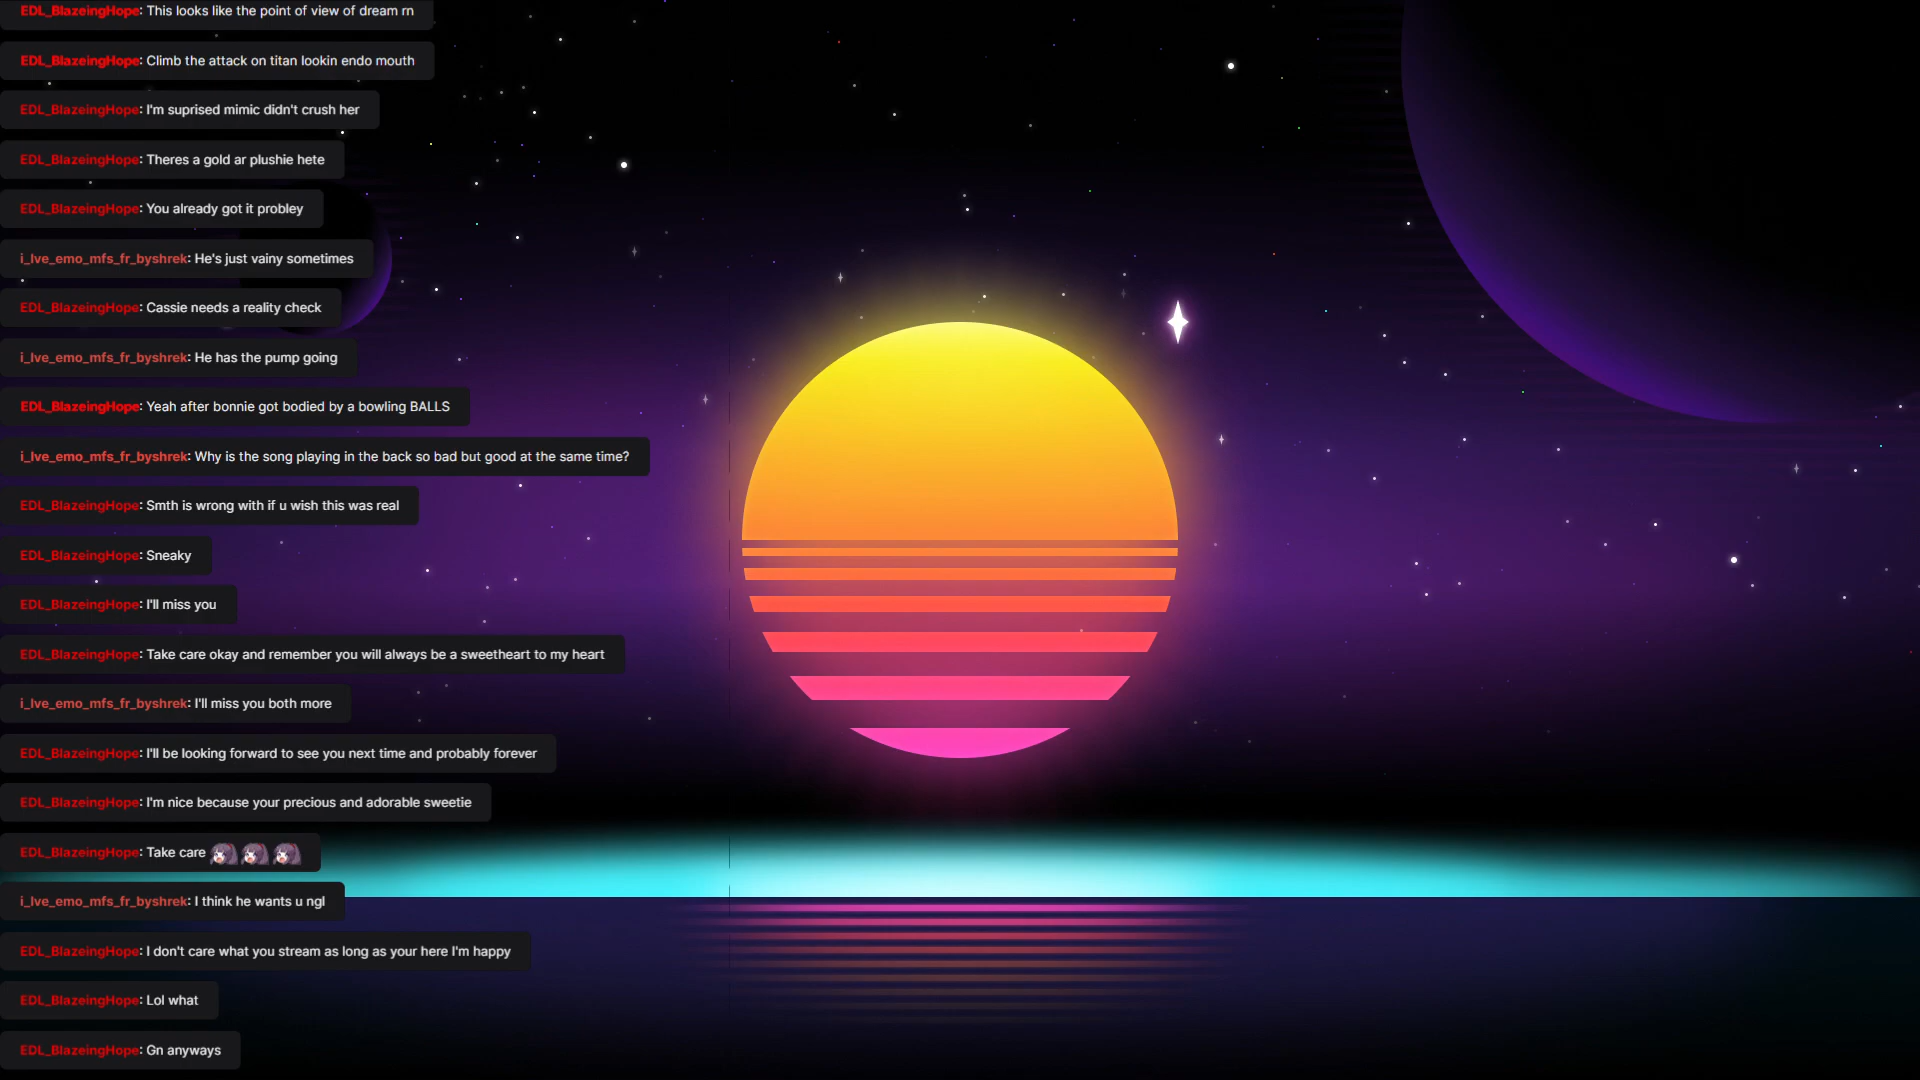 EDL_BlazeingHope: This looks like the point of view of dream rn
EDL_BlazeingHope: Climb the attack on titan lookin endo mouth
EDL_BlazeingHope: I'm suprised mimic didn't crush her
EDL_BlazeingHope: Theres a gold ar plushie hete
EDL_BlazeingHope: You already got it probley
i_lve_emo_mfs_fr_byshrek: He's just vainy sometimes
EDL_BlazeingHope: Cassie needs a reality check
i_lve_emo_mfs_fr_byshrek: He has the pump going
EDL_BlazeingHope: Yeah after bonnie got bodied by a bowling BALLS
i_lve_emo_mfs_fr_byshrek: Why is the song playing in the back so bad but good at the same time?
EDL_BlazeingHope: Smth is wrong with if u wish this was real
EDL_BlazeingHope: Sneaky
EDL_BlazeingHope: I'll miss you
EDL_BlazeingHope: Take care okay and remember you will always be a sweetheart to my heart
i_lve_emo_mfs_fr_byshrek: I'll miss you both more
EDL_BlazeingHope: I'll be looking forward to see you next time and probably forever
EDL_BlazeingHope: I'm nice because your precious and adorable sweetie
EDL_BlazeingHope: Take care
i_lve_emo_mfs_fr_byshrek: I think he wants u ngl
EDL_BlazeingHope: I don't care what you stream as long as your here I'm happy
EDL_BlazeingHope: Lol what
EDL_BlazeingHope: Gn anyways